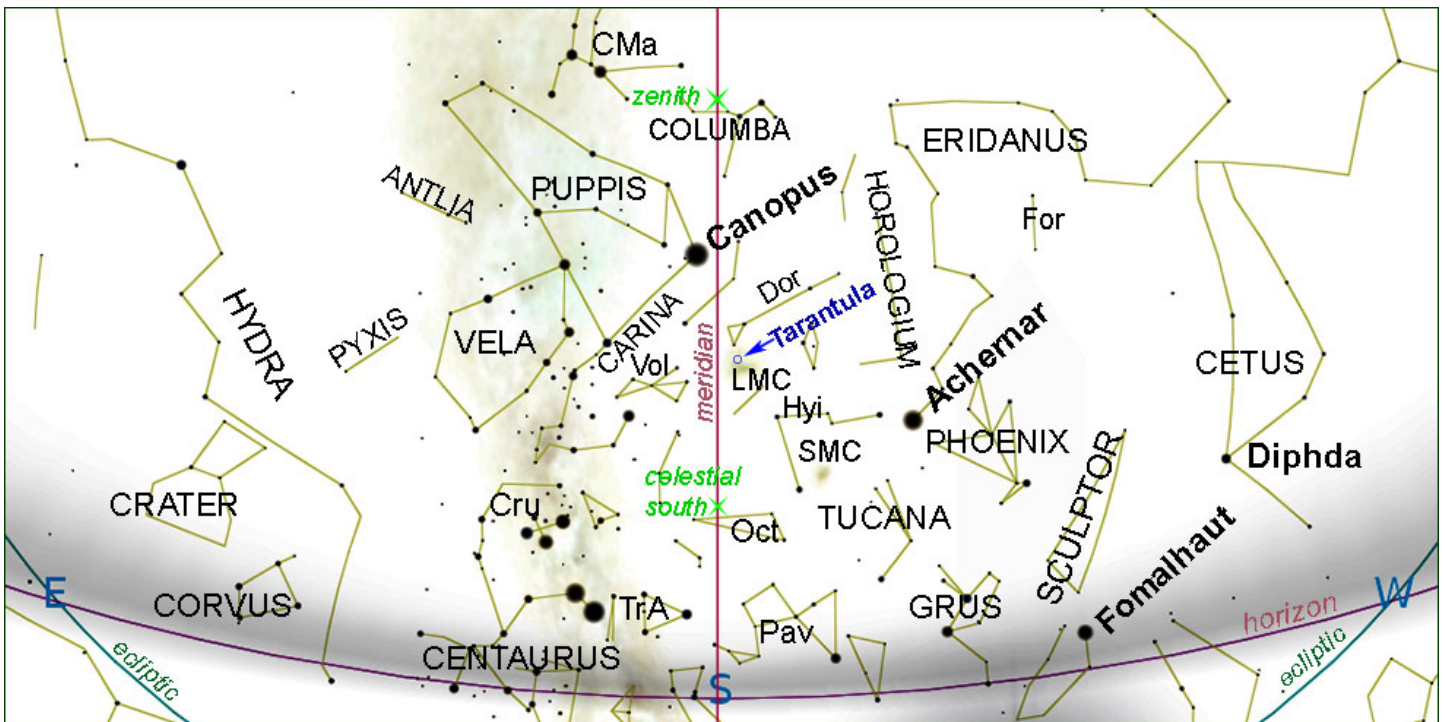 CMa
zenith
COLUMBA
ERIDANUS
ANTLIA
PUPPIS
Canopus
HOROLOGIUM
For
HYDRA
PYXIS
VELA
CARINA
Vol
meridian
Dor
Tarantula
LMC
Achernar
CETUS
Hyi
SMC
PHOENIX
SCULPTOR
Diphda
CRATER
Cru
celestial
south
Oct
TUCANA
Fomalhaut
E
CORVUS
TrA
Pav
GRUS
horizon
W
CENTAURUS
ecliptic
S
ecliptic